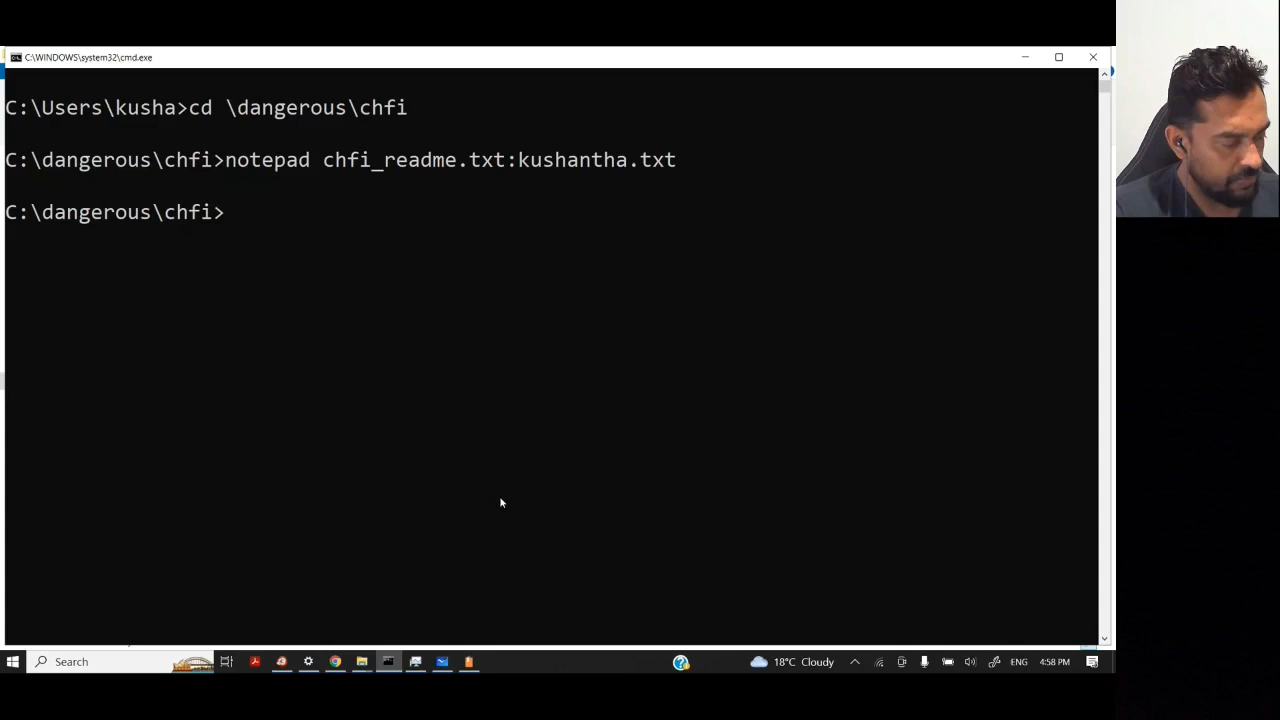 C:\WINDOWS\system32\cmd.exe
C:\Users\kusha>cd \dangerous\chfi
C:\dangerous\chfi>notepad chfi_readme.txt:kushantha.txt
C:\dangerous\chfi>
Search
18°C Cloudy
ENG
4:58 PM